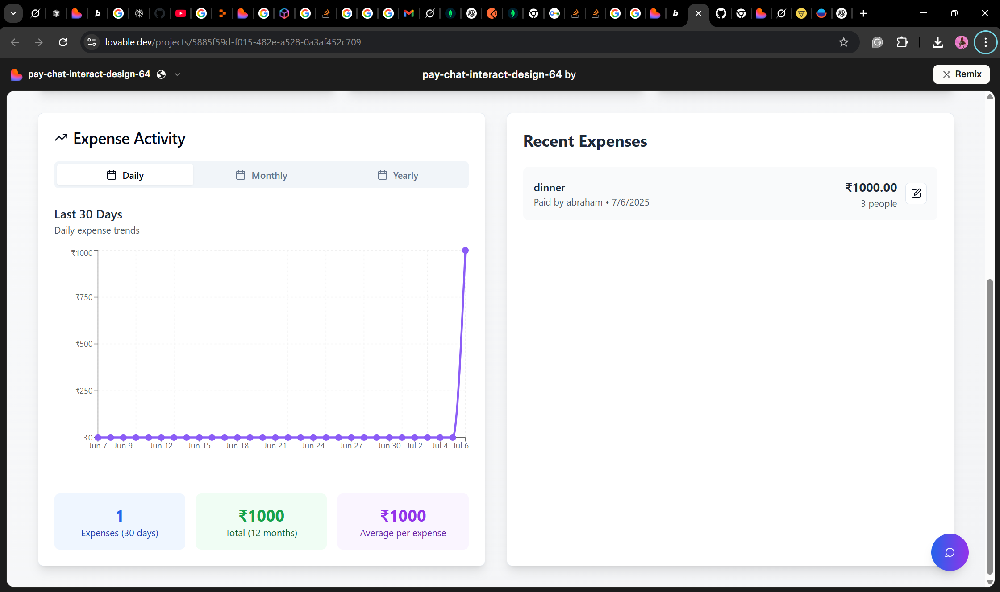 lovable.dev/projects/5885f59d-f015-482e-a528-0a3af452c709
pay-chat-interact-design-64
pay-chat-interact-design-64 by
Remix
Expense Activity
Daily
Monthly
Yearly
Last 30 Days
Daily expense trends
₹1000
₹750
₹500
₹250
₹0
Jun 7 Jun 9 Jun 12 Jun 15 Jun 18 Jun 21 Jun 24 Jun 27 Jun 30 Jul 2 Jul 4 Jul 6
1
Expenses (30 days)
₹1000
Total (12 months)
₹1000
Average per expense
Recent Expenses
dinner
Paid by abraham • 7/6/2025
₹1000.00
3 people